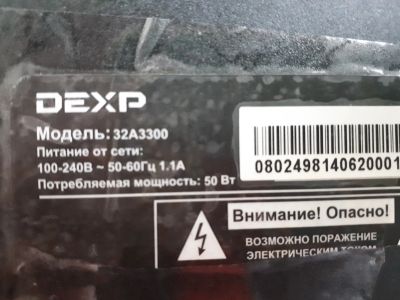 DEXP
Модель: 32A3300
Питание от сети:
100-240В ~ 50-60Гц 1.1А
Потребляемая мощность: 50 Вт
0802498140620001
Внимание! Опасно!
ВОЗМОЖНО ПОРАЖЕНИЕ
ЭЛЕКТРИЧЕСКИМ ТОКОМ